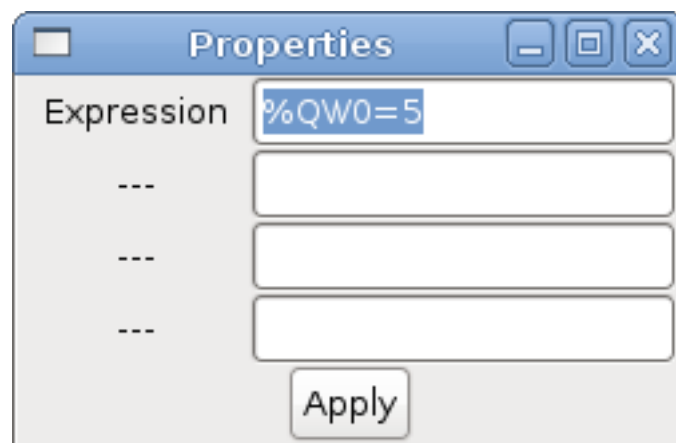 Properties
Expression %QW0=5
---
---
---
Apply